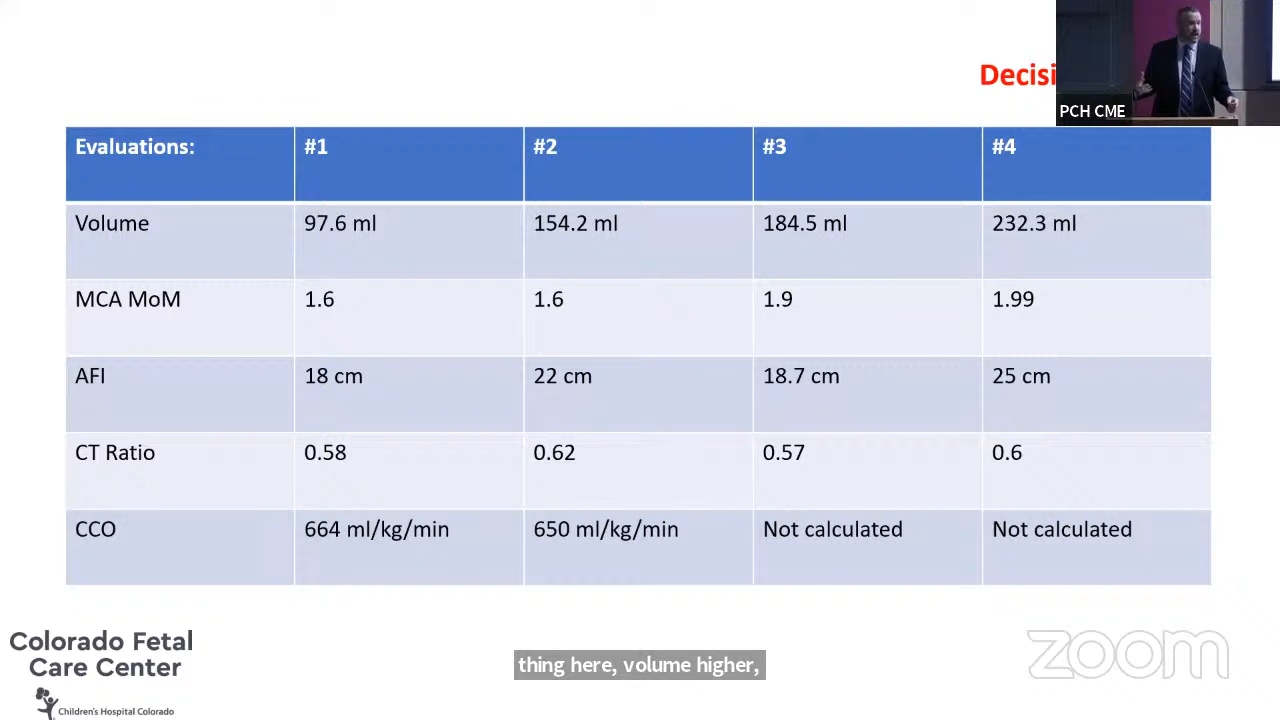 Decisi
PCH CME
Evaluations: #1 #2 #3 #4
Volume 97.6 ml 154.2 ml 184.5 ml 232.3 ml
MCA MoM 1.6 1.6 1.9 1.99
AFI 18 cm 22 cm 18.7 cm 25 cm
CT Ratio 0.58 0.62 0.57 0.6
CCO 664 ml/kg/min 650 ml/kg/min Not calculated Not calculated
Colorado Fetal
Care Center
Children's Hospital Colorado
thing here, volume higher,
zoom